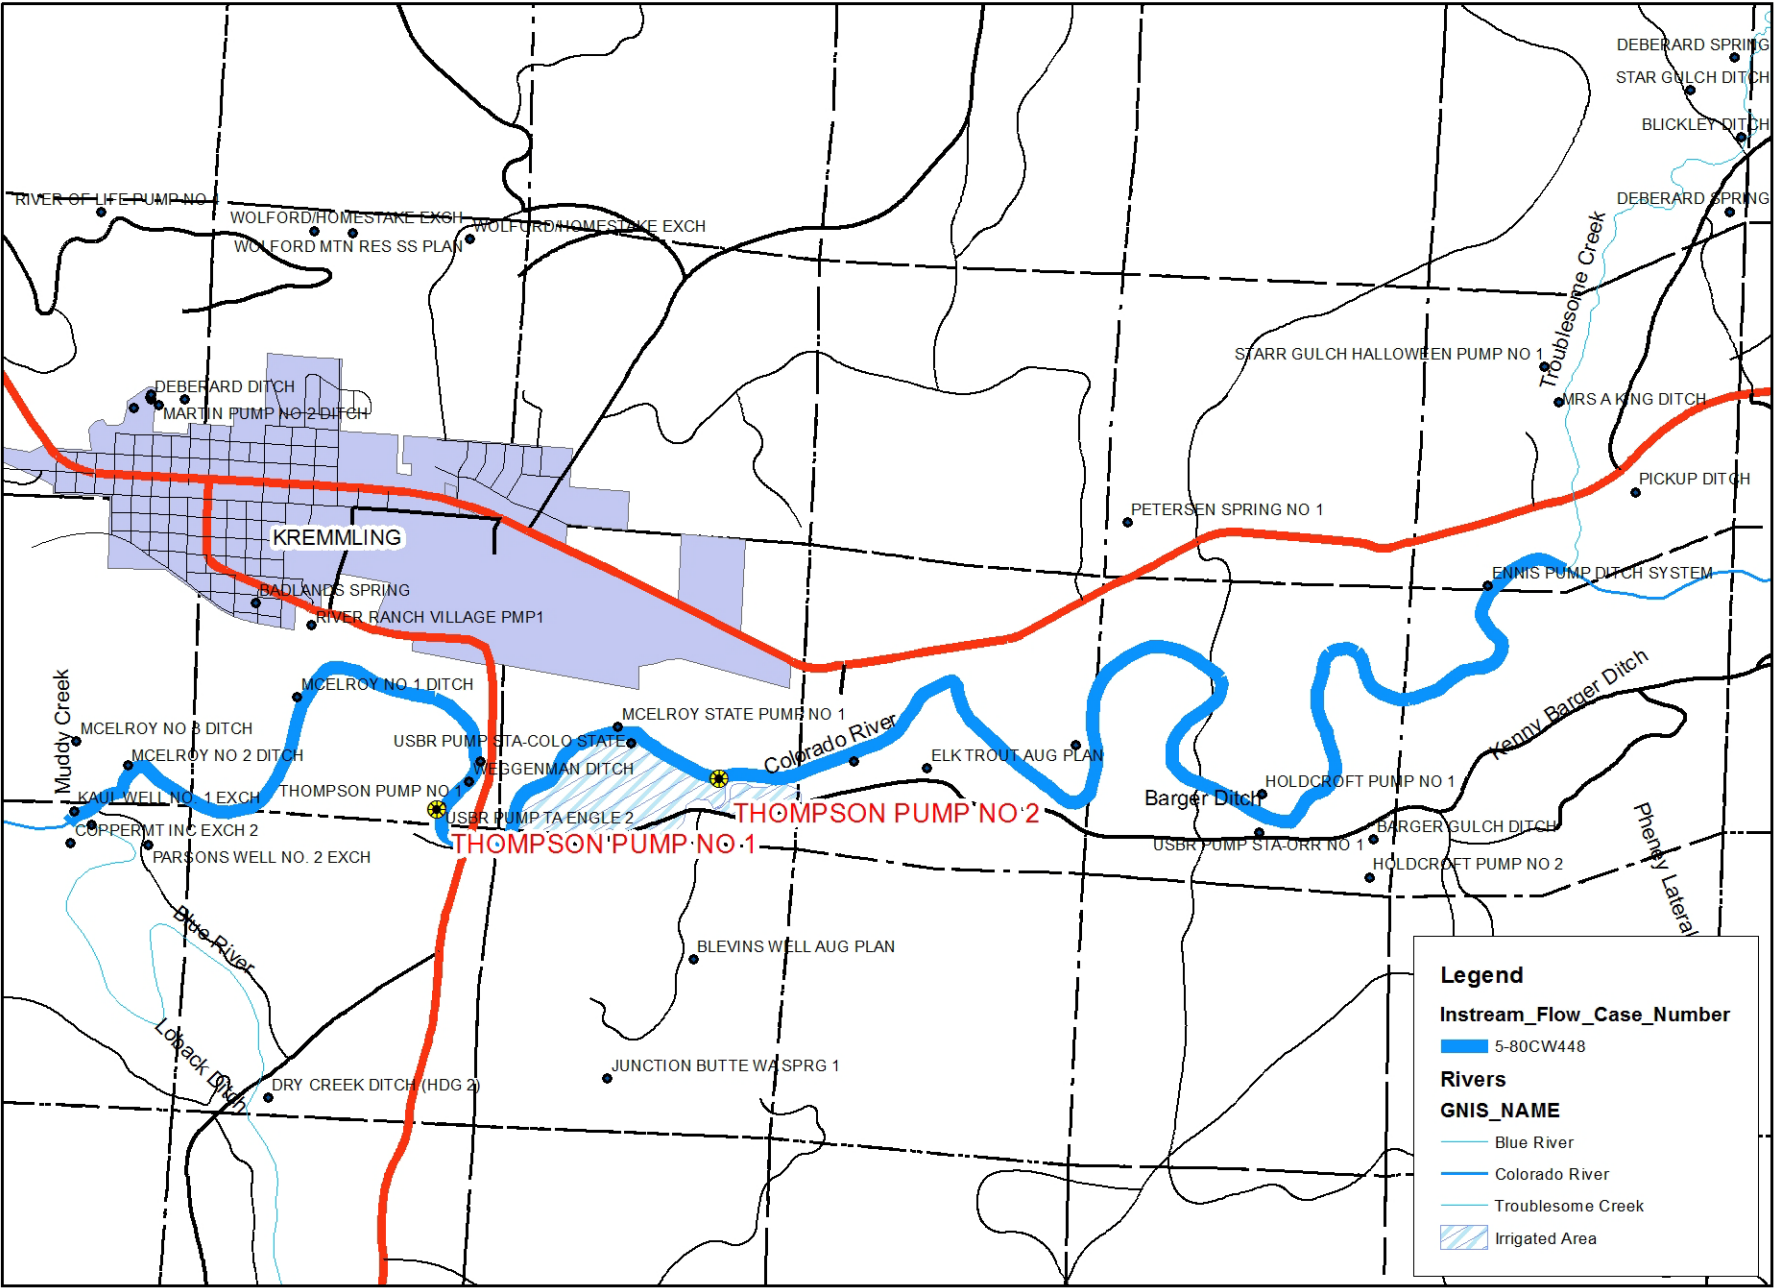 DEBERARD SPRING
STAR GULCH DITCH
BLICKLEY DITCH
RIVER OF LIFE PUMP NO 4
WOLFORD/HOMESTAKE EXCH
WOLFORD/HOMESTAKE EXCH
WOLFORD MTN RES SS PLAN
DEBERARD SPRING
Troublesome Creek
STARR GULCH HALLOWEEN PUMP NO 1
DEBERARD DITCH
MARTIN PUMP NO 2 DITCH
MRS A KING DITCH
PICKUP DITCH
PETERSEN SPRING NO 1
KREMMLING
ENNIS PUMP DITCH SYSTEM
BADLANDS SPRING
RIVER RANCH VILLAGE PMP1
Muddy Creek
MCELROY NO 1 DITCH
MCELROY NO 3 DITCH
MCELROY STATE PUMP NO 1
Colorado River
Kenny Barger Ditch
USBR PUMP STA-COLO STATE
MCELROY NO 2 DITCH
WEGGENMAN DITCH
ELK TROUT AUG PLAN
HOLDCROFT PUMP NO 1
THOMPSON PUMP NO 1
KAUL WELL NO. 1 EXCH
Barger Ditch
THOMPSON PUMP NO 2
USBR PUMP TA ENGLE 2
COPPERMT INC EXCH 2
BARGER GULCH DITCH
THOMPSON PUMP NO 1
USBR PUMP STA-ORR NO 1
PARSONS WELL NO. 2 EXCH
HOLDCROFT PUMP NO 2
Pheney Lateral
Blue River
BLEVINS WELL AUG PLAN
Loback Ditch
JUNCTION BUTTE WA SPRG 1
DRY CREEK DITCH (HDG 2)
Legend
Instream_Flow_Case_Number
5-80CW448
Rivers
GNIS_NAME
Blue River
Colorado River
Troublesome Creek
Irrigated Area